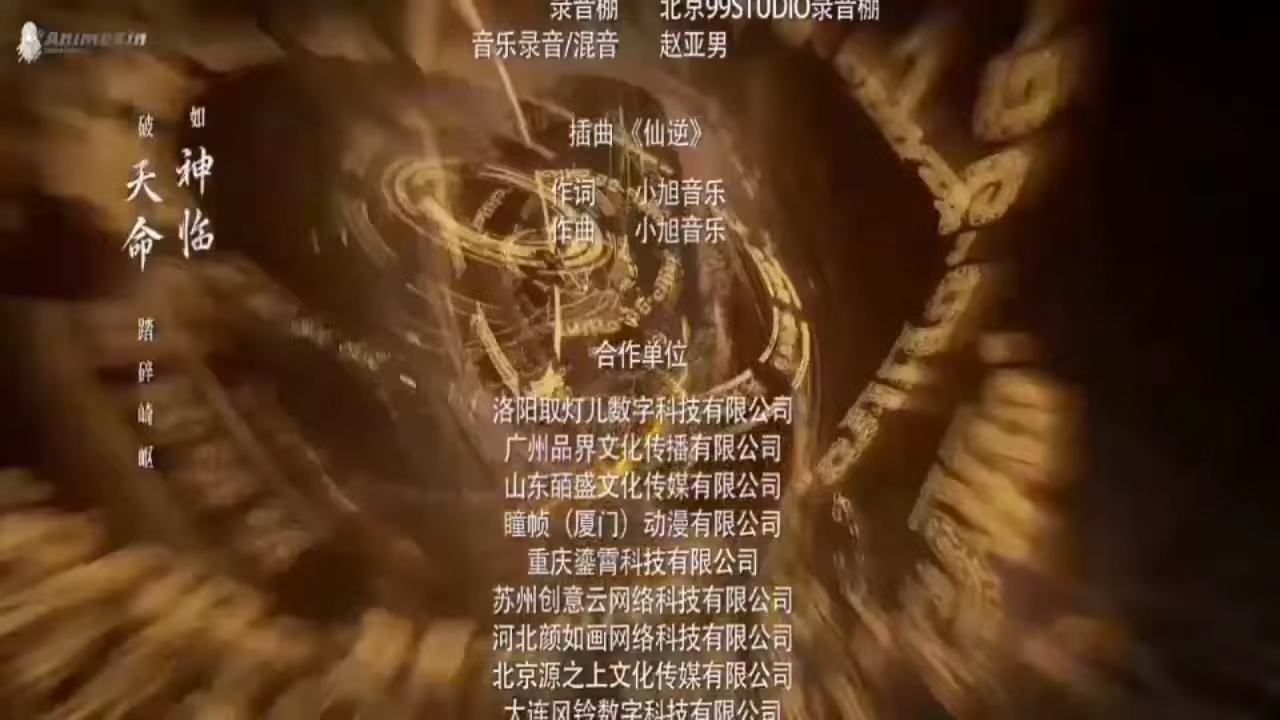 AnimeXin
录音棚 北京99STUDIO录音棚
音乐录音/混音 赵亚男
如神临
破天命
踏碎崎岖
插曲《仙逆》
作词 小旭音乐
作曲 小旭音乐
合作单位
洛阳取灯儿数字科技有限公司
广州品界文化传播有限公司
山东皕盛文化传媒有限公司
瞳帧（厦门）动漫有限公司
重庆鎏霄科技有限公司
苏州创意云网络科技有限公司
河北颜如画网络科技有限公司
北京源之上文化传媒有限公司
大连风铃数字科技有限公司